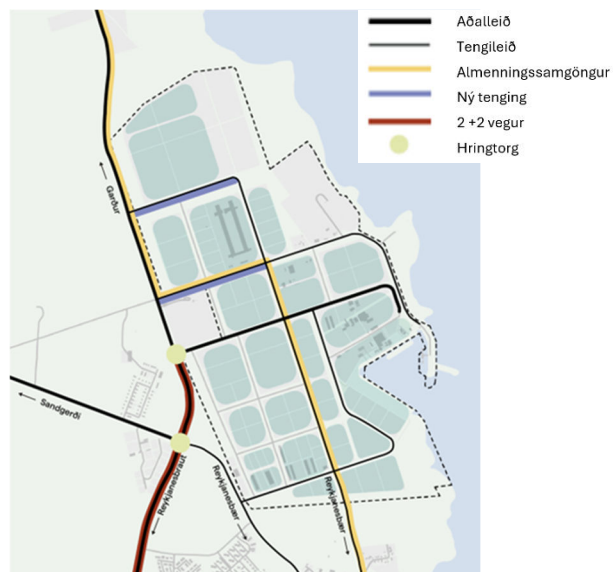 Aðalleið
Tengileið
Almenningssamgöngur
Ný tenging
2 +2 vegur
Hringtorg
Garður
Sandgerði
Reykjanesbraut
Reykjanesbær
Reykjanesbær